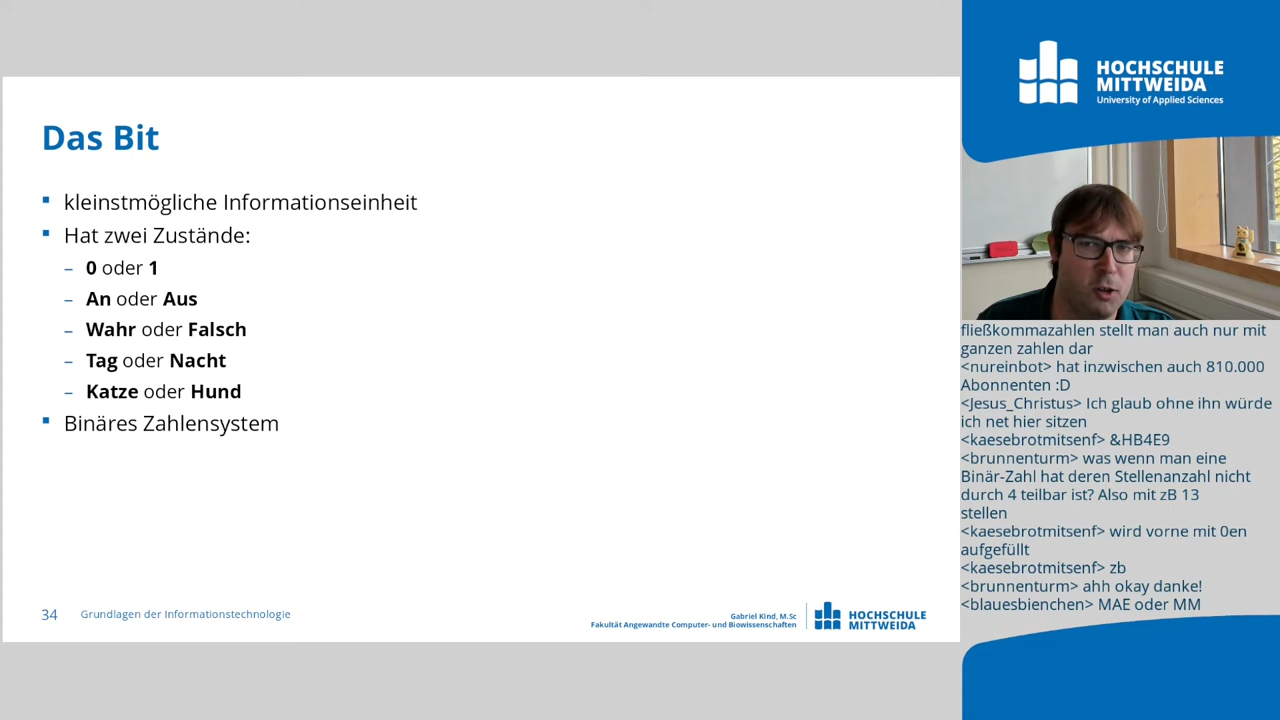 Das Bit
kleinstmögliche Informationseinheit
Hat zwei Zustände:
– 0 oder 1
– An oder Aus
– Wahr oder Falsch
– Tag oder Nacht
– Katze oder Hund
Binäres Zahlensystem
34 Grundlagen der Informationstechnologie
Gabriel Kind, M.Sc
Fakultät Angewandte Computer- und Biowissenschaften
HOCHSCHULE
MITTWEIDA
HOCHSCHULE
MITTWEIDA
University of Applied Sciences
fließkommazahlen stellt man auch nur mit
ganzen zahlen dar
<nureinbot> hat inzwischen auch 810.000
Abonnenten :D
<Jesus_Christus> Ich glaub ohne ihn würde
ich net hier sitzen
<kaesebrotmitsenf> &HB4E9
<brunnenturm> was wenn man eine
Binär-Zahl hat deren Stellenanzahl nicht
durch 4 teilbar ist? Also mit zB 13
stellen
<kaesebrotmitsenf> wird vorne mit 0en
aufgefüllt
<kaesebrotmitsenf> zb
<brunnenturm> ahh okay danke!
<blauesbienchen> MAE oder MM